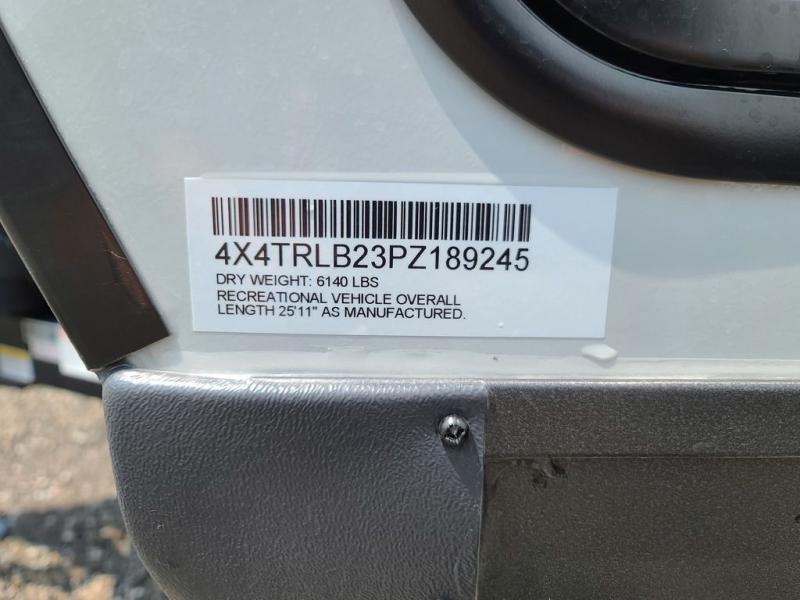 4X4TRLB23PZ189245
DRY WEIGHT: 6140 LBS
RECREATIONAL VEHICLE OVERALL
LENGTH 25'11" AS MANUFACTURED.